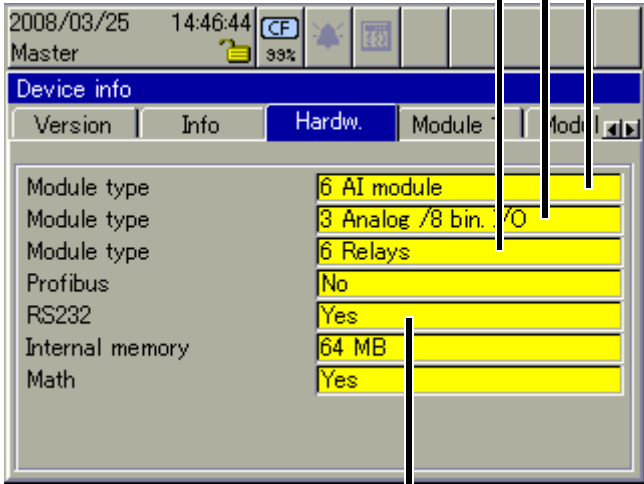 2008/03/25 14:46:44 CF
Master 99%
Device info
Version Info Hardw. Module Modul
Module type 6 AI module
Module type 3 Analog /8 bin. I/O
Module type 6 Relays
Profibus No
RS232 Yes
Internal memory 64 MB
Math Yes